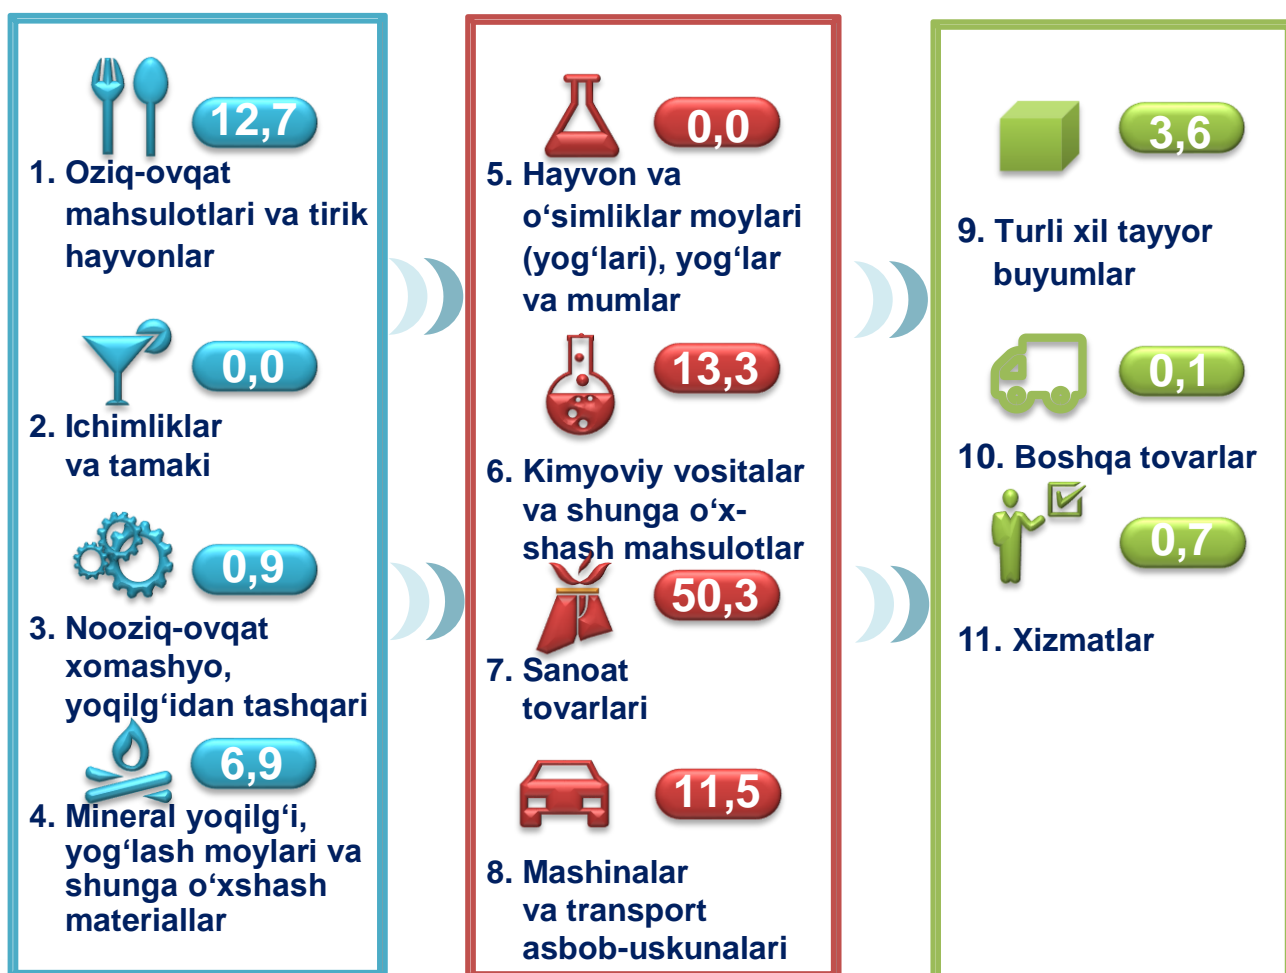 12,7
1. Oziq-ovqat
mahsulotlari va tirik
hayvonlar
0,0
2. Ichimliklar
va tamaki
0,9
3. Nooziq-ovqat
xomashyo,
yoqilg‘idan tashqari
6,9
4. Mineral yoqilg‘i,
yog‘lash moylari va
shunga o‘xshash
materiallar
0,0
5. Hayvon va
o‘simliklar moylari
(yog‘lari), yog‘lar
va mumlar
13,3
6. Kimyoviy vositalar
va shunga o‘x-
shash mahsulotlar
50,3
7. Sanoat
tovarlari
11,5
8. Mashinalar
va transport
asbob-uskunalari
3,6
9. Turli xil tayyor
buyumlar
0,1
10. Boshqa tovarlar
0,7
11. Xizmatlar